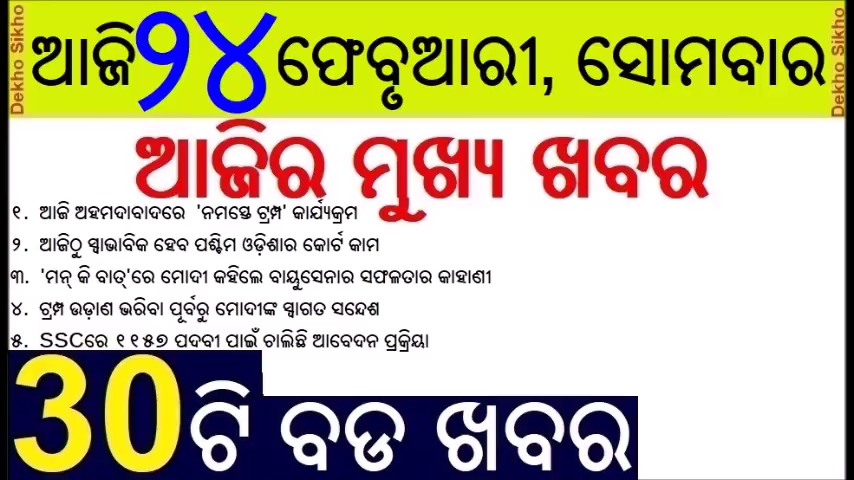 Dekho Sikho
ଆଜି ୨୪ ଫେବୃଆରୀ, ସୋମବାର
Dekho Sikho
ଆଜିର ମୁଖ୍ୟ ଖବର
୧. ଆଜି ଅହମଦାବାଦରେ 'ନମସ୍ତେ ଟ୍ରମ୍ପ' କାର୍ଯ୍ୟକ୍ରମ
୨. ଆଜିଠୁ ସ୍ୱାଭାବିକ ହେବ ପଶ୍ଚିମ ଓଡ଼ିଶାର କୋର୍ଟ କାମ
୩. 'ମନ୍ କି ବାତ୍'ରେ ମୋଦୀ କହିଲେ ବାୟୁସେନାର ସଫଳତାର କାହାଣୀ
୪. ଟ୍ରମ୍ପ ଉଡ଼ାଣ ଭରିବା ପୂର୍ବରୁ ମୋଦୀଙ୍କ ସ୍ୱାଗତ ସନ୍ଦେଶ
୫. SSCରେ ୧୧୫୭ ପଦବୀ ପାଇଁ ଚାଲିଛି ଆବେଦନ ପ୍ରକ୍ରିୟା
30ଟି ବଡ ଖବର